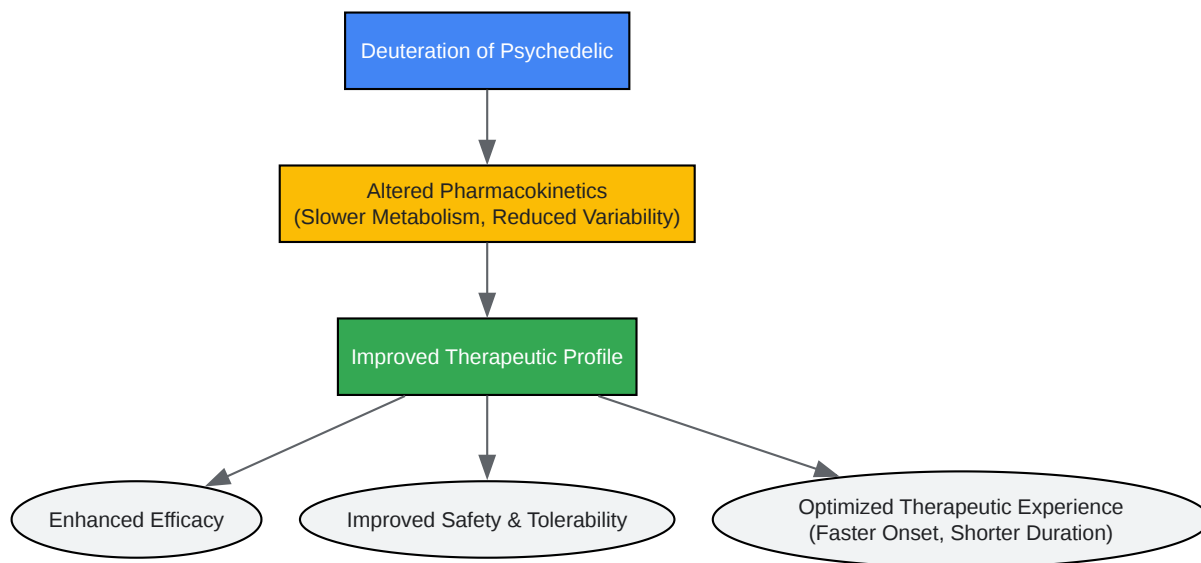 Deuteration of Psychedelic
Altered Pharmacokinetics
(Slower Metabolism, Reduced Variability)
Improved Therapeutic Profile
Enhanced Efficacy
Improved Safety & Tolerability
Optimized Therapeutic Experience
(Faster Onset, Shorter Duration)